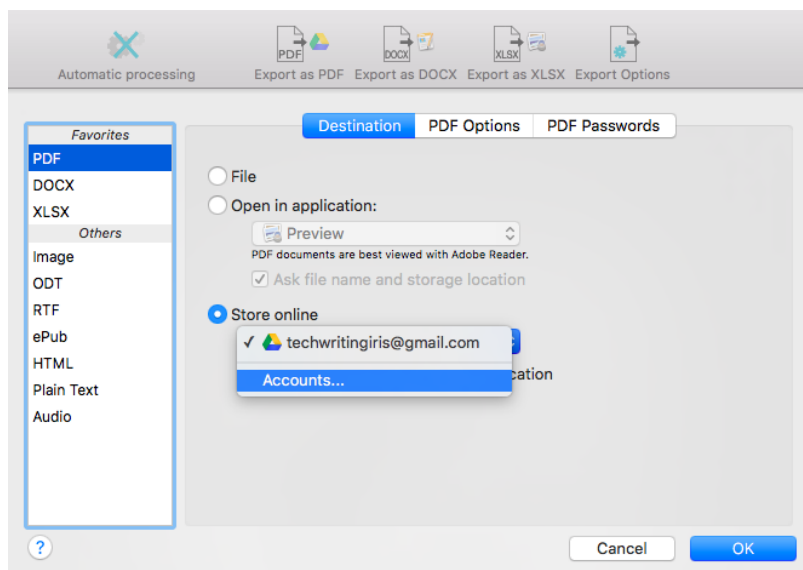 PDF DOCX XLSX
Automatic processing Export as PDF Export as DOCX Export as XLSX Export Options
Destination PDF Options PDF Passwords
Favorites
PDF
DOCX
XLSX
Others
Image
ODT
RTF
ePub
HTML
Plain Text
Audio
File
Open in application:
Preview
PDF documents are best viewed with Adobe Reader.
Ask file name and storage location
Store online
techwritingiris@gmail.com
Accounts... cation
? Cancel OK